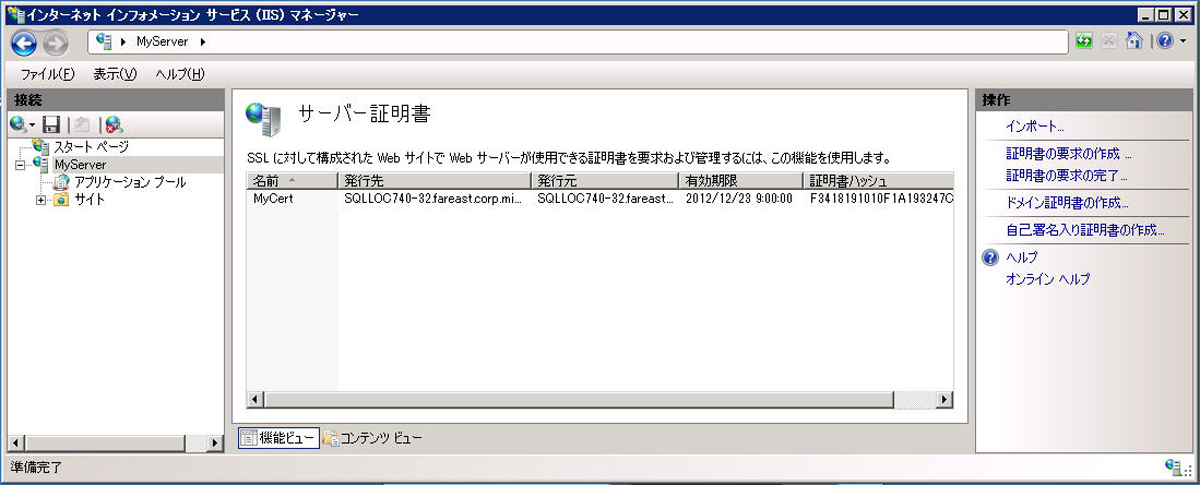 インターネット インフォメーション サービス (IIS) マネージャー
MyServer
ファイル(F) 表示(V) ヘルプ(H)
接続
スタート ページ
MyServer
アプリケーション プール
サイト
サーバー証明書
SSL に対して構成された Web サイトで Web サーバーが使用できる証明書を要求および管理するには、この機能を使用します。
名前 発行先 発行元 有効期限 証明書ハッシュ
MyCert SQLLOC740-32.fareast.corp.mi... SQLLOC740-32.fareast... 2012/12/23 9:00:00 F3418191010F1A193247C
機能ビュー コンテンツ ビュー
操作
インポート...
証明書の要求の作成 ...
証明書の要求の完了...
ドメイン証明書の作成...
自己署名入り証明書の作成...
ヘルプ
オンライン ヘルプ
準備完了